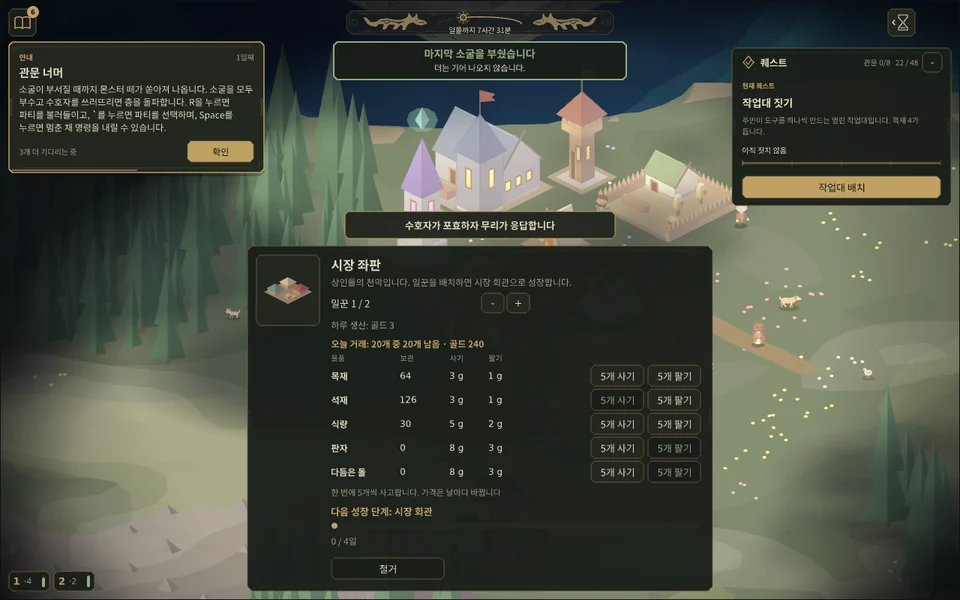 6
일몰까지 7시간 31분
안내
1일째
관문 너머
소굴이 부서질 때까지 몬스터 떼가 쏟아져 나옵니다. 소굴을 모두
부수고 수호자를 쓰러뜨리면 층을 돌파합니다. R을 누르면
파티를 불러들이고, `를 누르면 파티를 선택하며, Space를
누르면 멈춘 채 명령을 내릴 수 있습니다.
3개 더 기다리는 중
확인
마지막 소굴을 부쉈습니다
더는 기어 나오지 않습니다.
퀘스트
관문 0/8
22 / 48
-
현재 퀘스트
작업대 짓기
주민이 도구를 하나씩 만드는 열린 작업대입니다. 목재 4가
듭니다.
아직 짓지 않음
작업대 배치
수호자가 포효하자 무리가 응답합니다
시장 좌판
상인들의 천막입니다. 일꾼을 배치하면 시장 회관으로 성장합니다.
일꾼 1 / 2
- +
하루 생산: 골드 3
오늘 거래: 20개 중 20개 남음 · 골드 240
물품 보관 사기 팔기
목재 64 3 g 1 g 5개 사기 5개 팔기
석재 126 3 g 1 g 5개 사기 5개 팔기
식량 30 5 g 2 g 5개 사기 5개 팔기
판자 0 8 g 3 g 5개 사기 5개 팔기
다듬은 돌 0 8 g 3 g 5개 사기 5개 팔기
한 번에 5개씩 사고팝니다. 가격은 날마다 바뀝니다
다음 성장 단계: 시장 회관
0 / 4일
철거
1 ·4
2 ·2